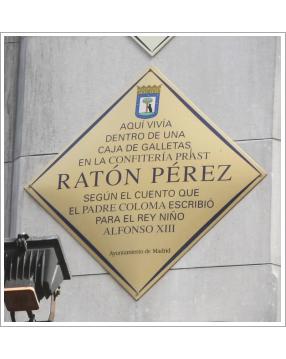 AQUÍ VIVÍA
DENTRO DE UNA
CAJA DE GALLETAS
EN LA CONFITERÍA PRAST
RATÓN PÉREZ
SEGÚN EL CUENTO QUE
EL PADRE COLOMA ESCRIBIÓ
PARA EL REY NIÑO
ALFONSO XIII
Ayuntamiento de Madrid